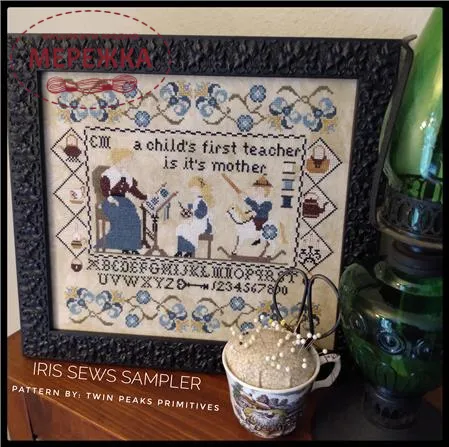 МЕРЕЖКА
a child's first teacher
is it's mother
ABCDEFGHIJKLMNOPQRST
UVWXYZ&1234567890
IRIS SEWS SAMPLER
PATTERN BY: TWIN PEAKS PRIMITIVES